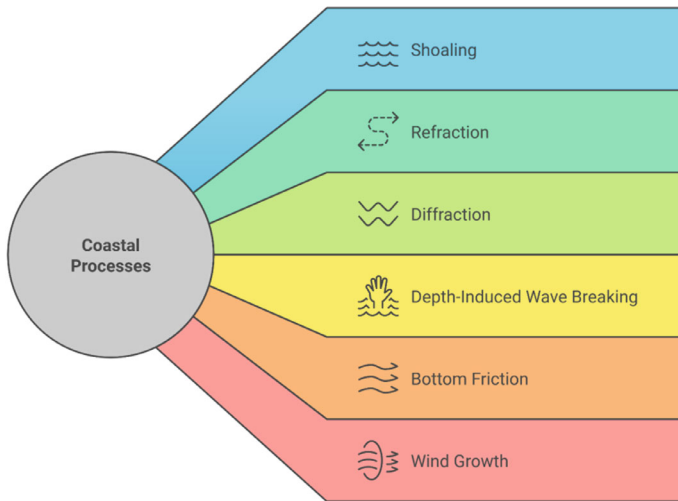 Shoaling
Refraction
Diffraction
Coastal
Processes
Depth-Induced Wave Breaking
Bottom Friction
Wind Growth